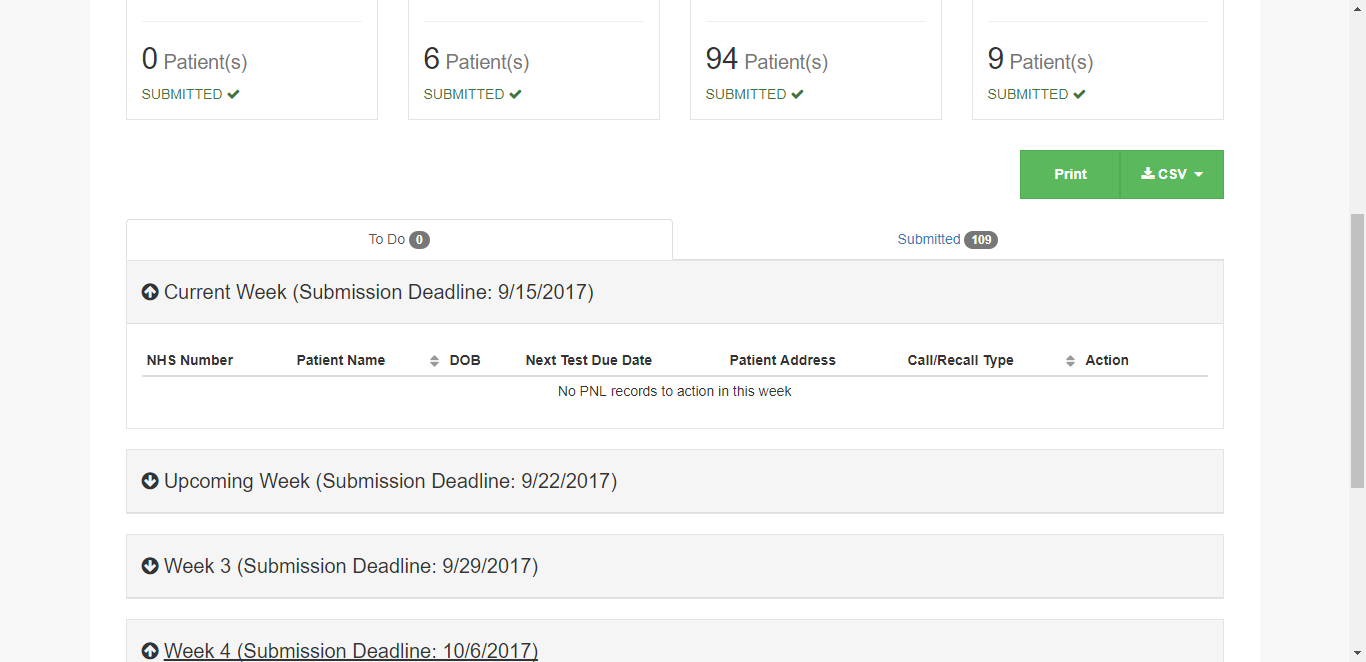 0 Patient(s) 6 Patient(s) 94 Patient(s) 9 Patient(s)
SUBMITTED SUBMITTED SUBMITTED SUBMITTED
Print CSV
To Do 0 Submitted 109
Current Week (Submission Deadline: 9/15/2017)
NHS Number Patient Name DOB Next Test Due Date Patient Address Call/Recall Type Action
No PNL records to action in this week
Upcoming Week (Submission Deadline: 9/22/2017)
Week 3 (Submission Deadline: 9/29/2017)
Week 4 (Submission Deadline: 10/6/2017)